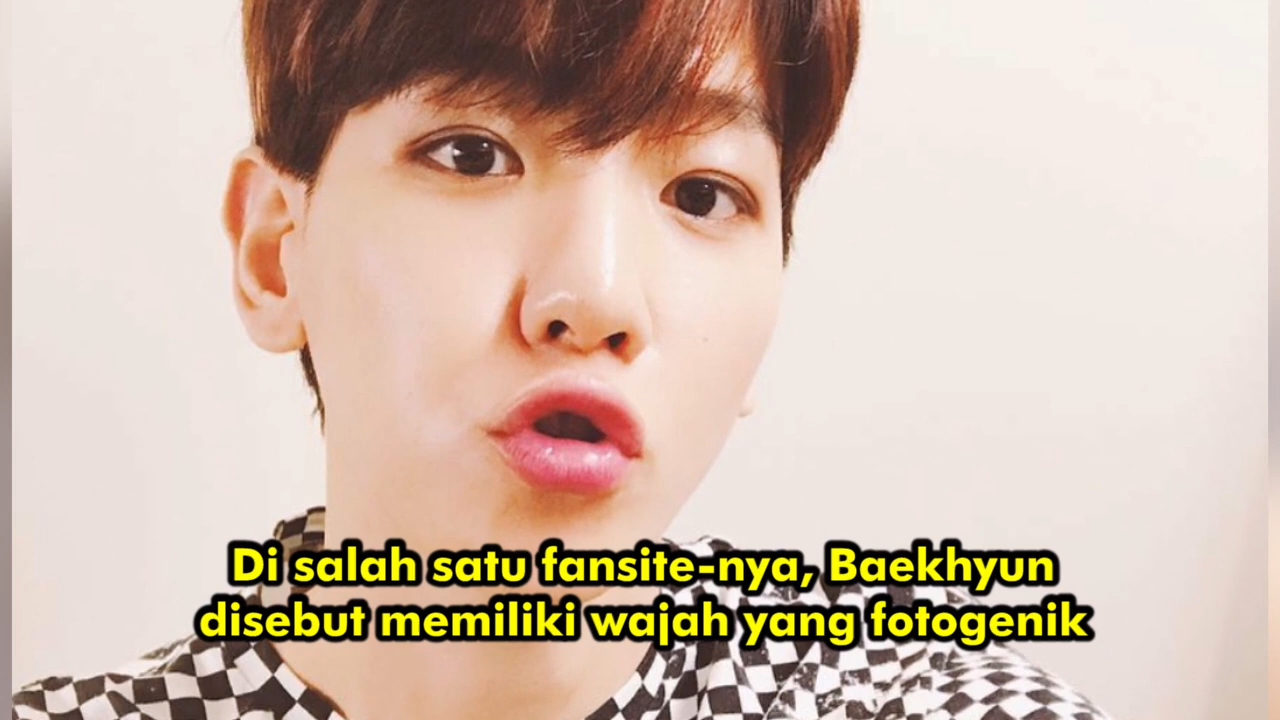 Di salah satu fansite-nya, Baekhyun
disebut memiliki wajah yang fotogenik